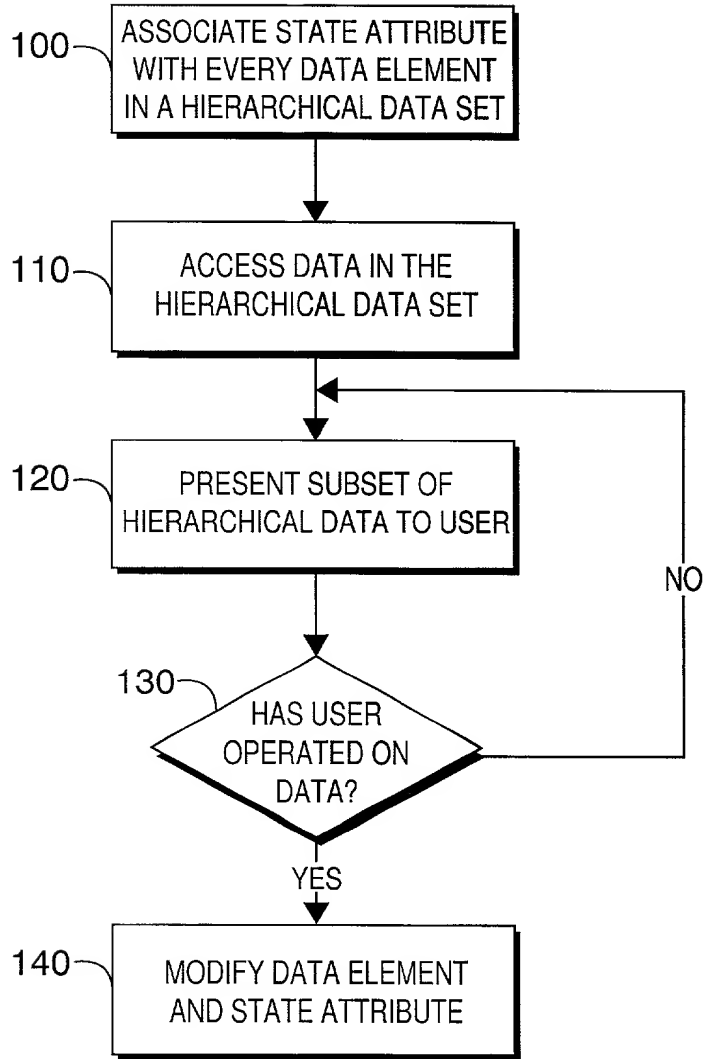 100
ASSOCIATE STATE ATTRIBUTE
WITH EVERY DATA ELEMENT
IN A HIERARCHICAL DATA SET
110
ACCESS DATA IN THE
HIERARCHICAL DATA SET
120
PRESENT SUBSET OF
HIERARCHICAL DATA TO USER
NO
130
HAS USER
OPERATED ON
DATA?
YES
140
MODIFY DATA ELEMENT
AND STATE ATTRIBUTE